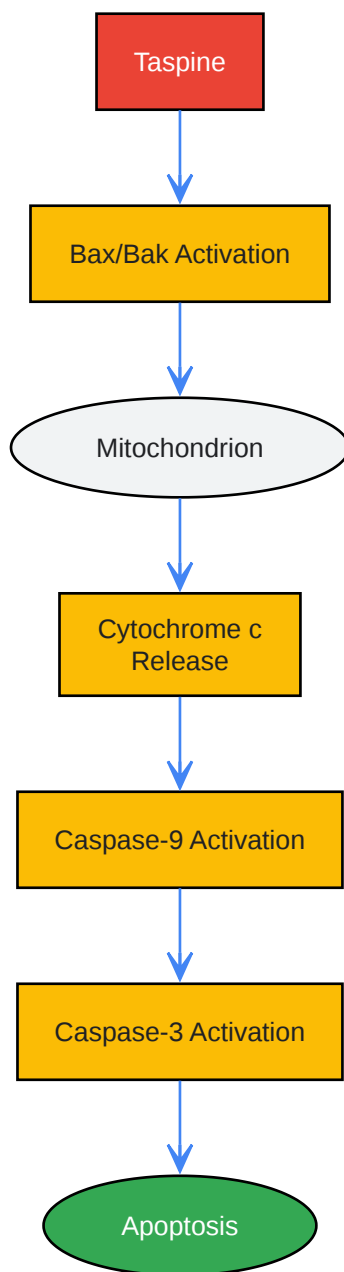 Taspine
Bax/Bak Activation
Mitochondrion
Cytochrome c
Release
Caspase-9 Activation
Caspase-3 Activation
Apoptosis